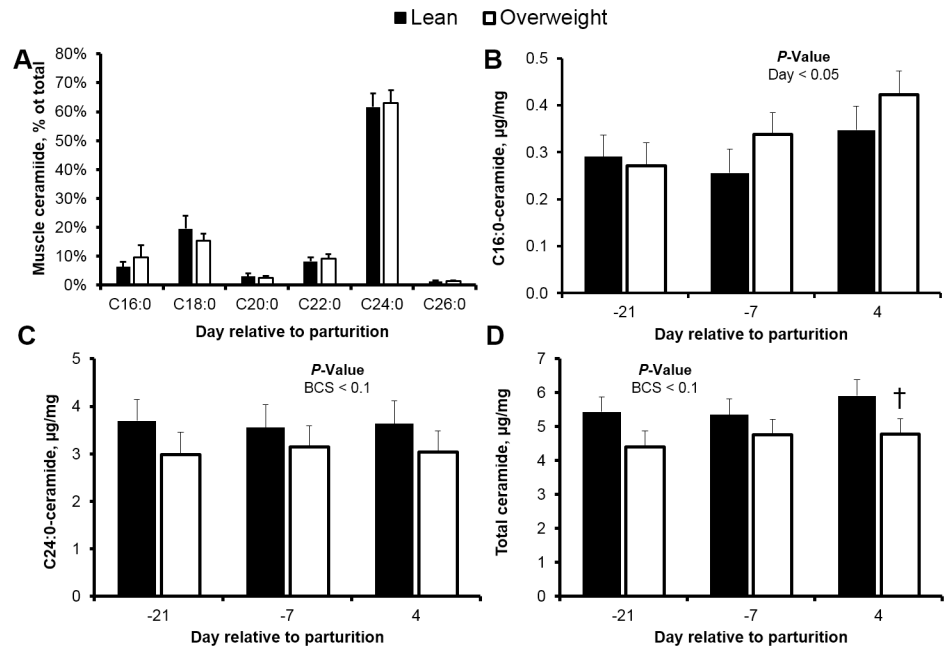 Lean Overweight
A
Muscle ceramiide, % ot total
80%
70%
60%
50%
40%
30%
20%
10%
0%
C16:0 C18:0 C20:0 C22:0 C24:0 C26:0
Day relative to parturition
B
C16:0-ceramide, µg/mg
P-Value
Day < 0.05
0.5
0.4
0.3
0.2
0.1
0.0
-21 -7 4
Day relative to parturition
C
C24:0-ceramide, µg/mg
P-Value
BCS < 0.1
5
4
3
2
1
0
-21 -7 4
Day relative to parturition
D
Total ceramide, µg/mg
P-Value
BCS < 0.1
†
7
6
5
4
3
2
1
0
-21 -7 4
Day relative to parturition